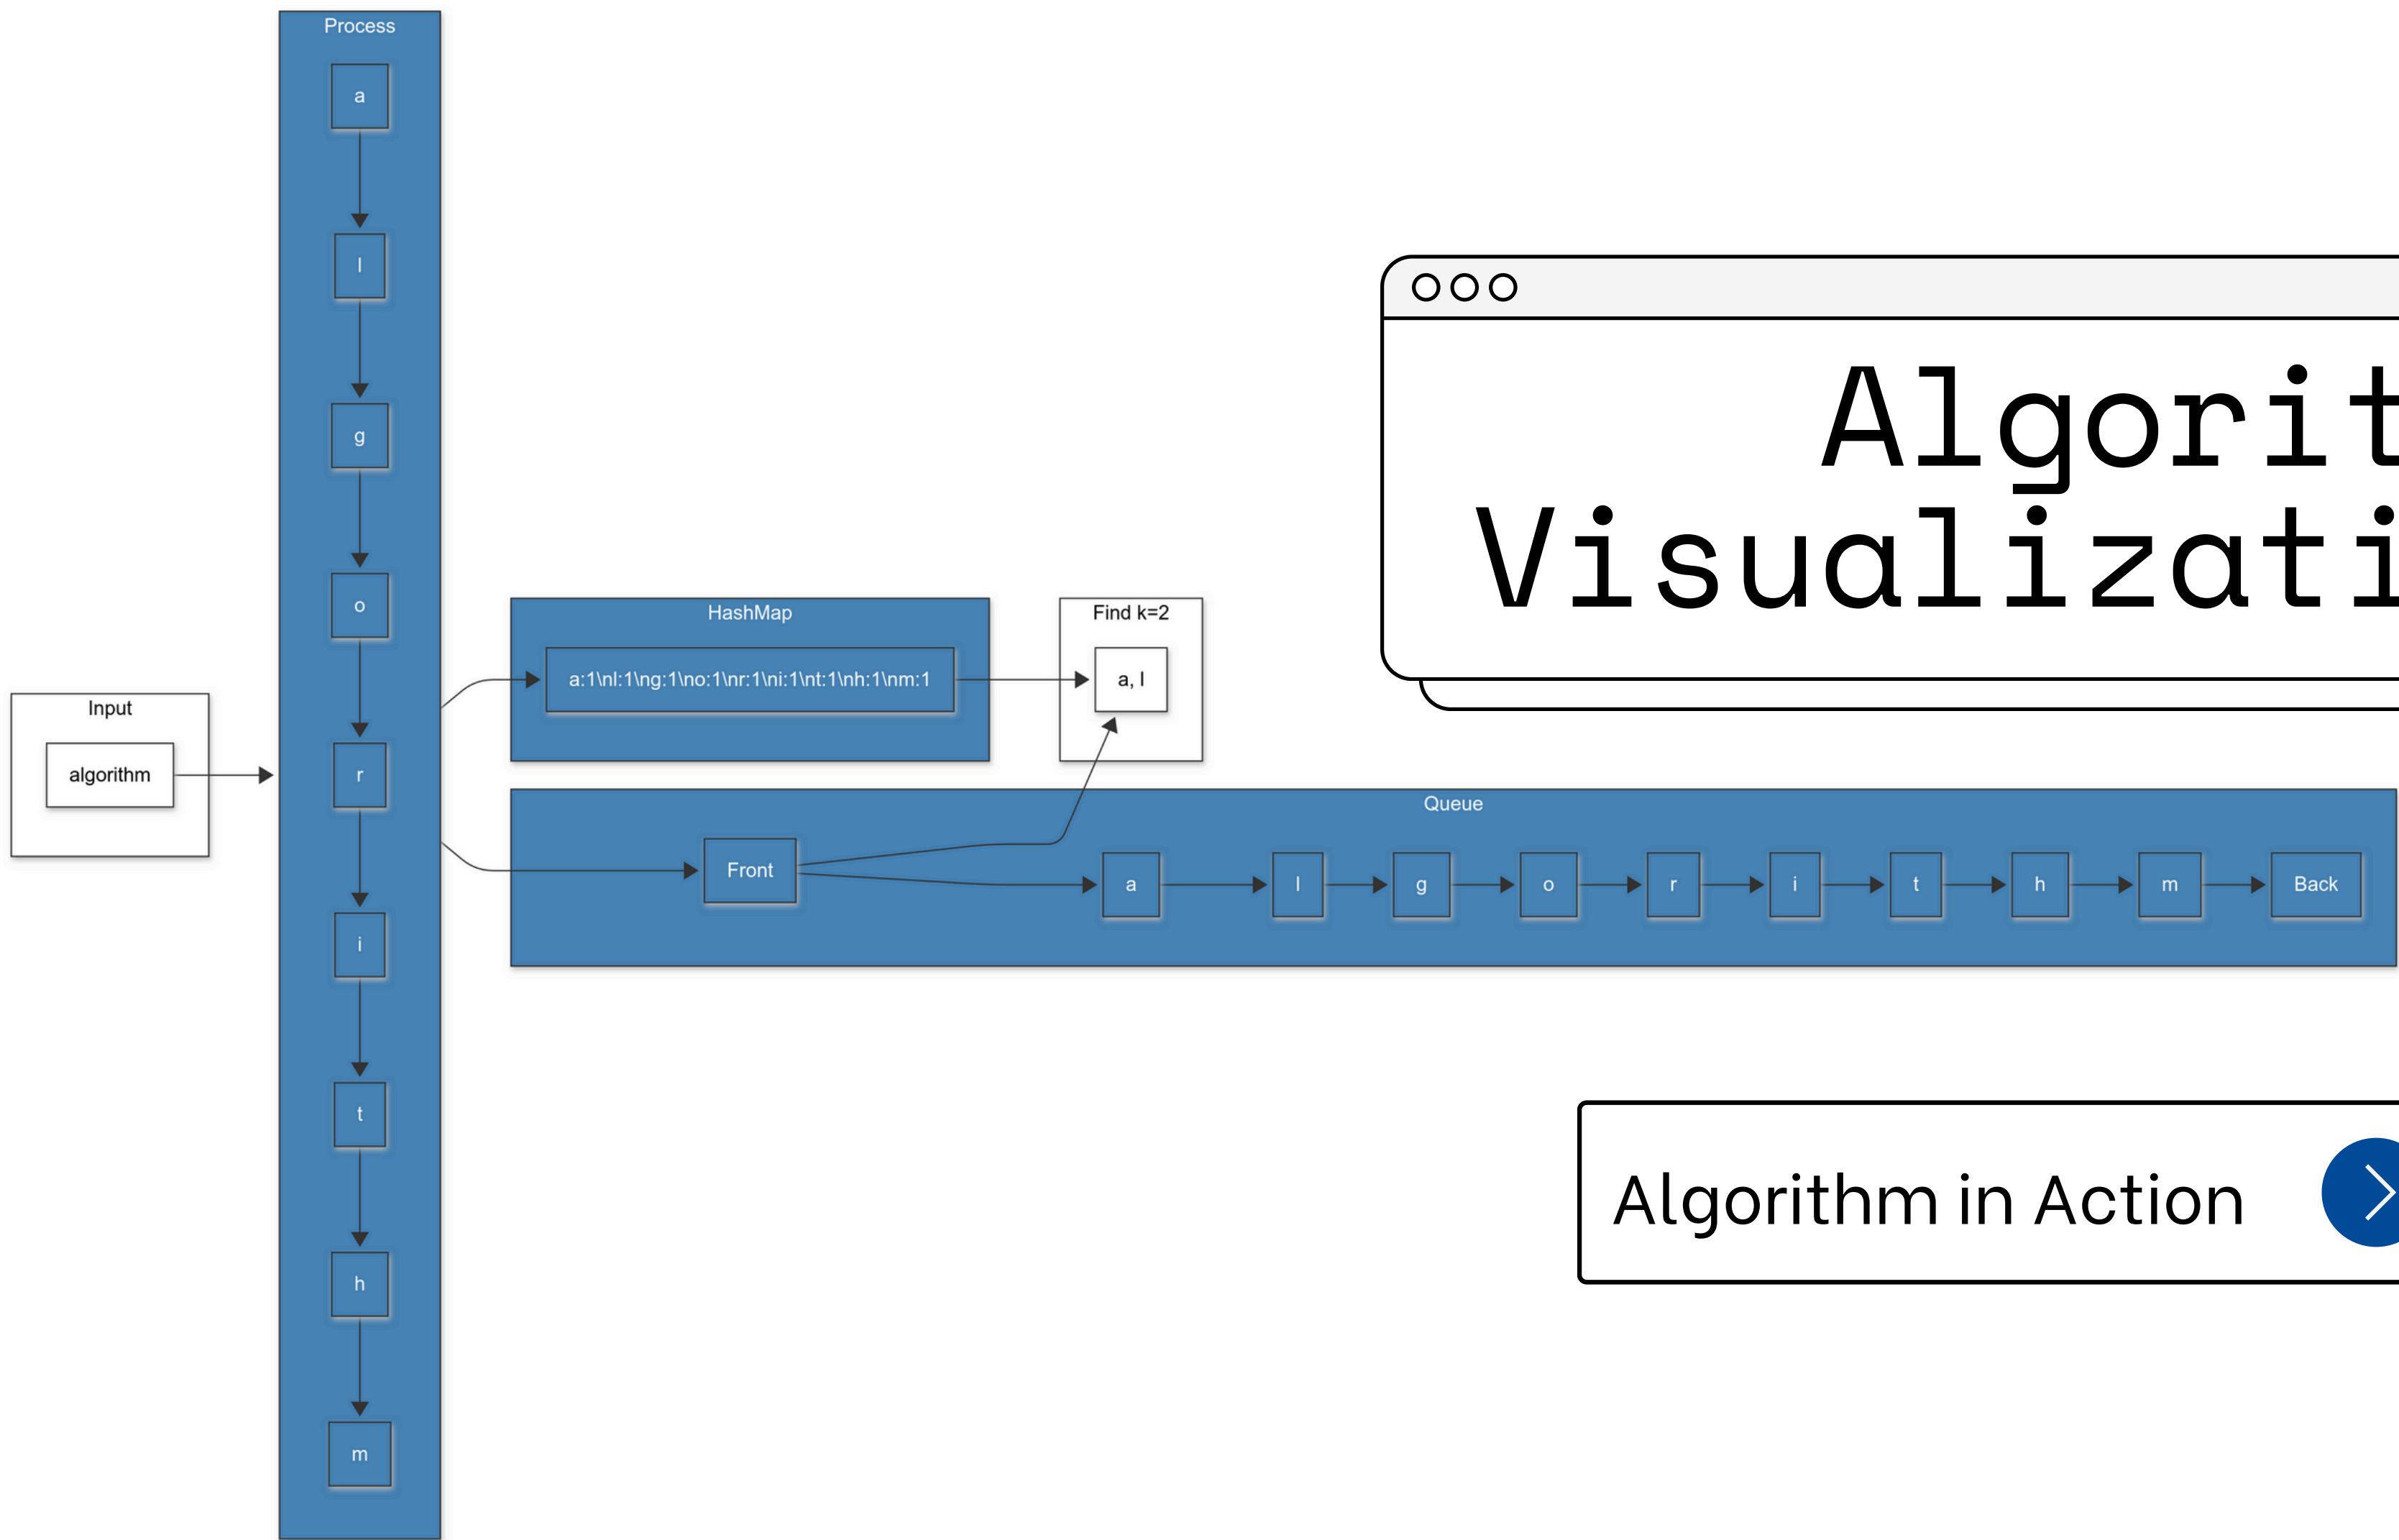 Process
a
l
g
o
r
i
t
h
m
Input
algorithm
HashMap
a:1\nl:1\ng:1\no:1\nr:1\ni:1\nt:1\nh:1\nm:1
Find k=2
a, l
Queue
Front
a
l
g
o
r
i
t
h
m
Back
Algorit
Visualizati
Algorithm in Action